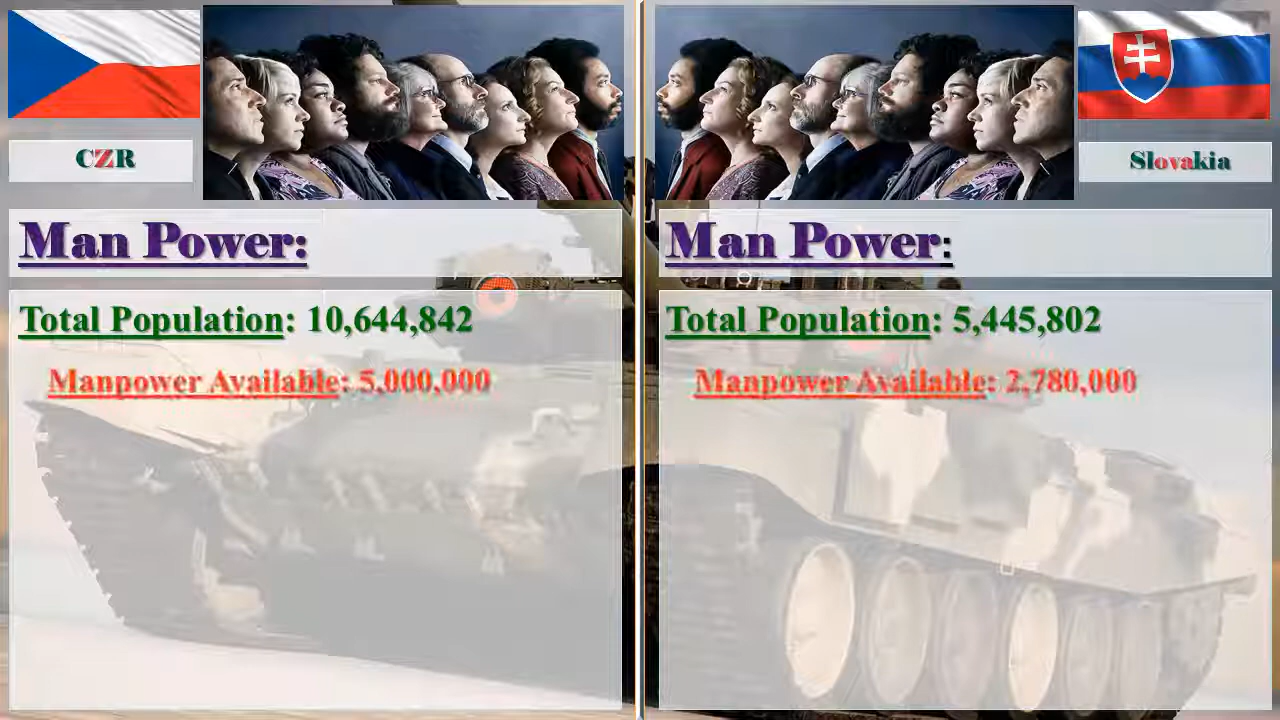 CZR
Slovakia
Man Power:
Man Power:
Total Population: 10,644,842
Manpower Available: 5,000,000
Total Population: 5,445,802
Manpower Available: 2,780,000